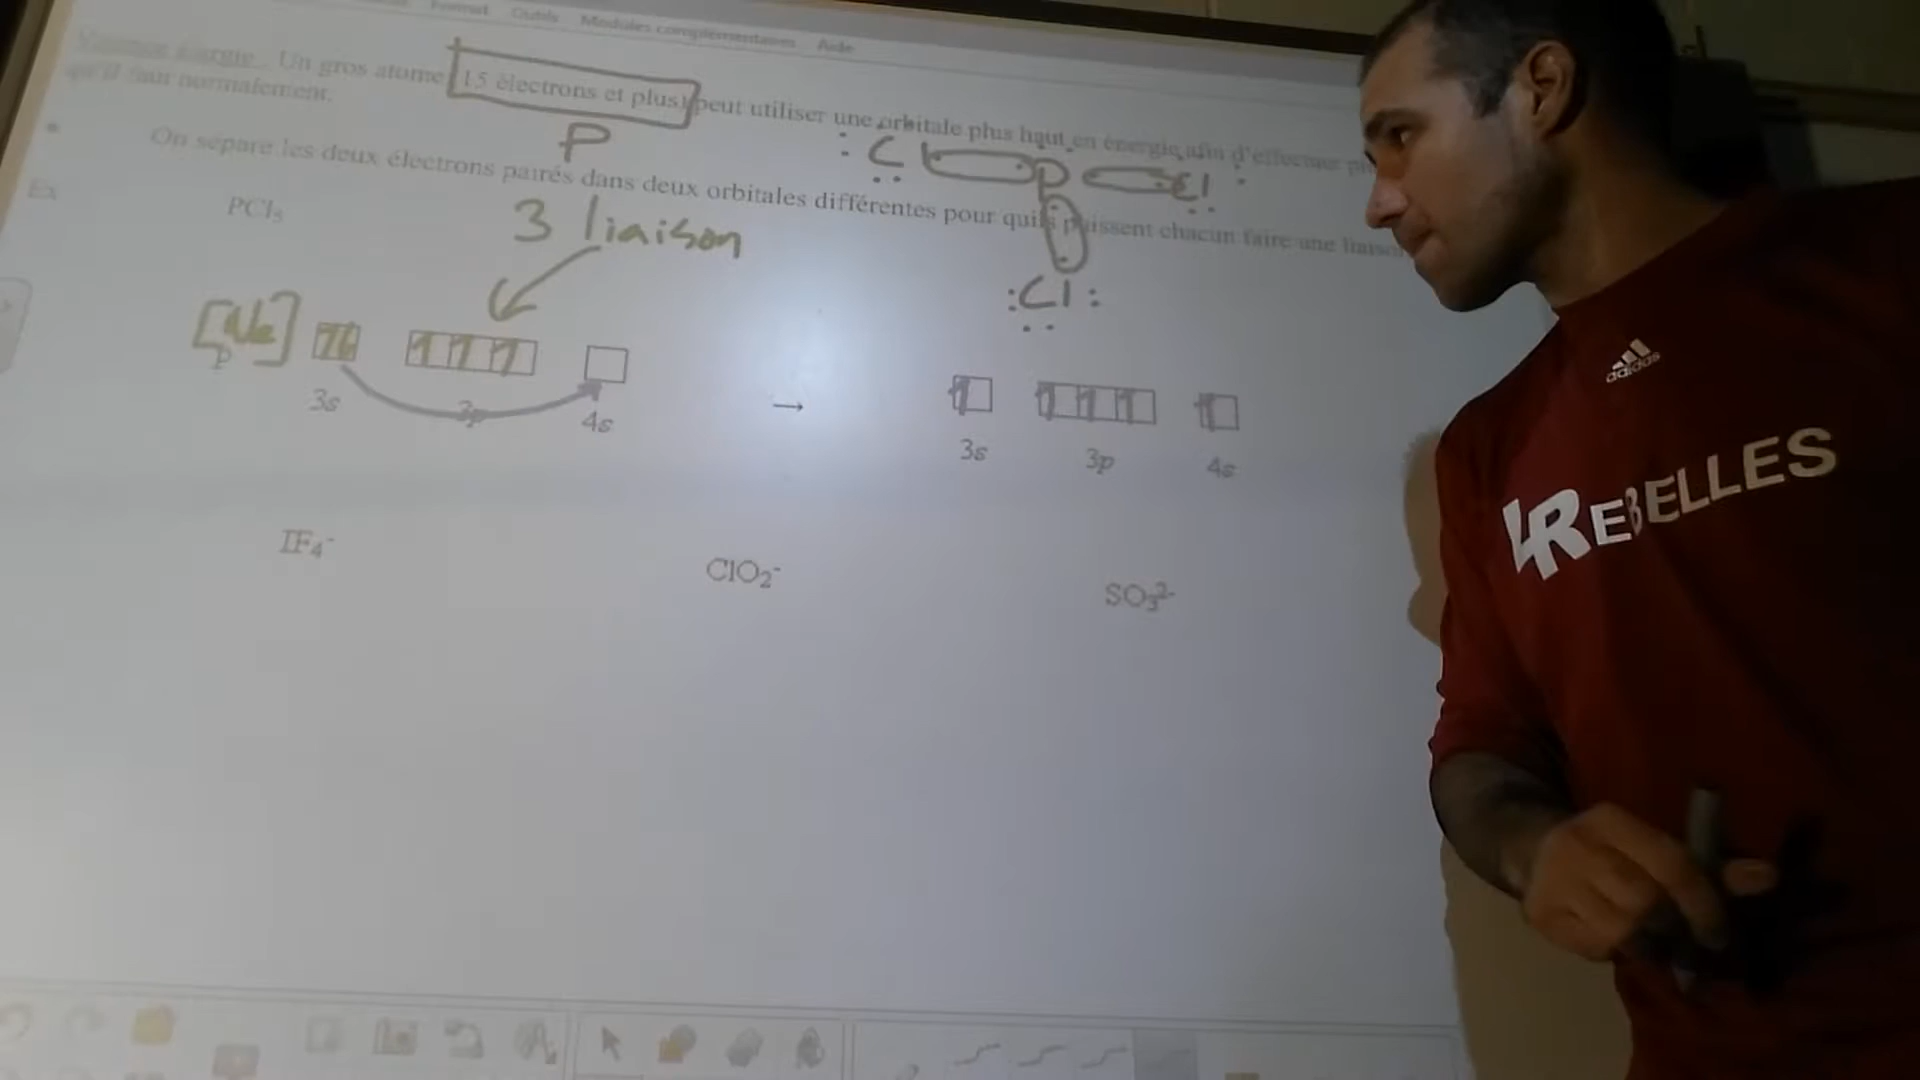 Format Outils Modules complémentaires Aide
énergie. Un gros atome (15 électrons et plus) peut utiliser une orbitale plus haut en énergie afin d'effectuer
qu'il faut normalement.
P
:Cl P Cl:
• On sépare les deux électrons pairés dans deux orbitales différentes pour qu'ils puissent chacun faire une liaison
Ex PCl₅
3 liaison
:Cl:
[Ne]
P
3s 3p 4s → 3s 3p 4s
IF₄⁻ ClO₂⁻ SO₃²⁻
adidas
LR REBELLES